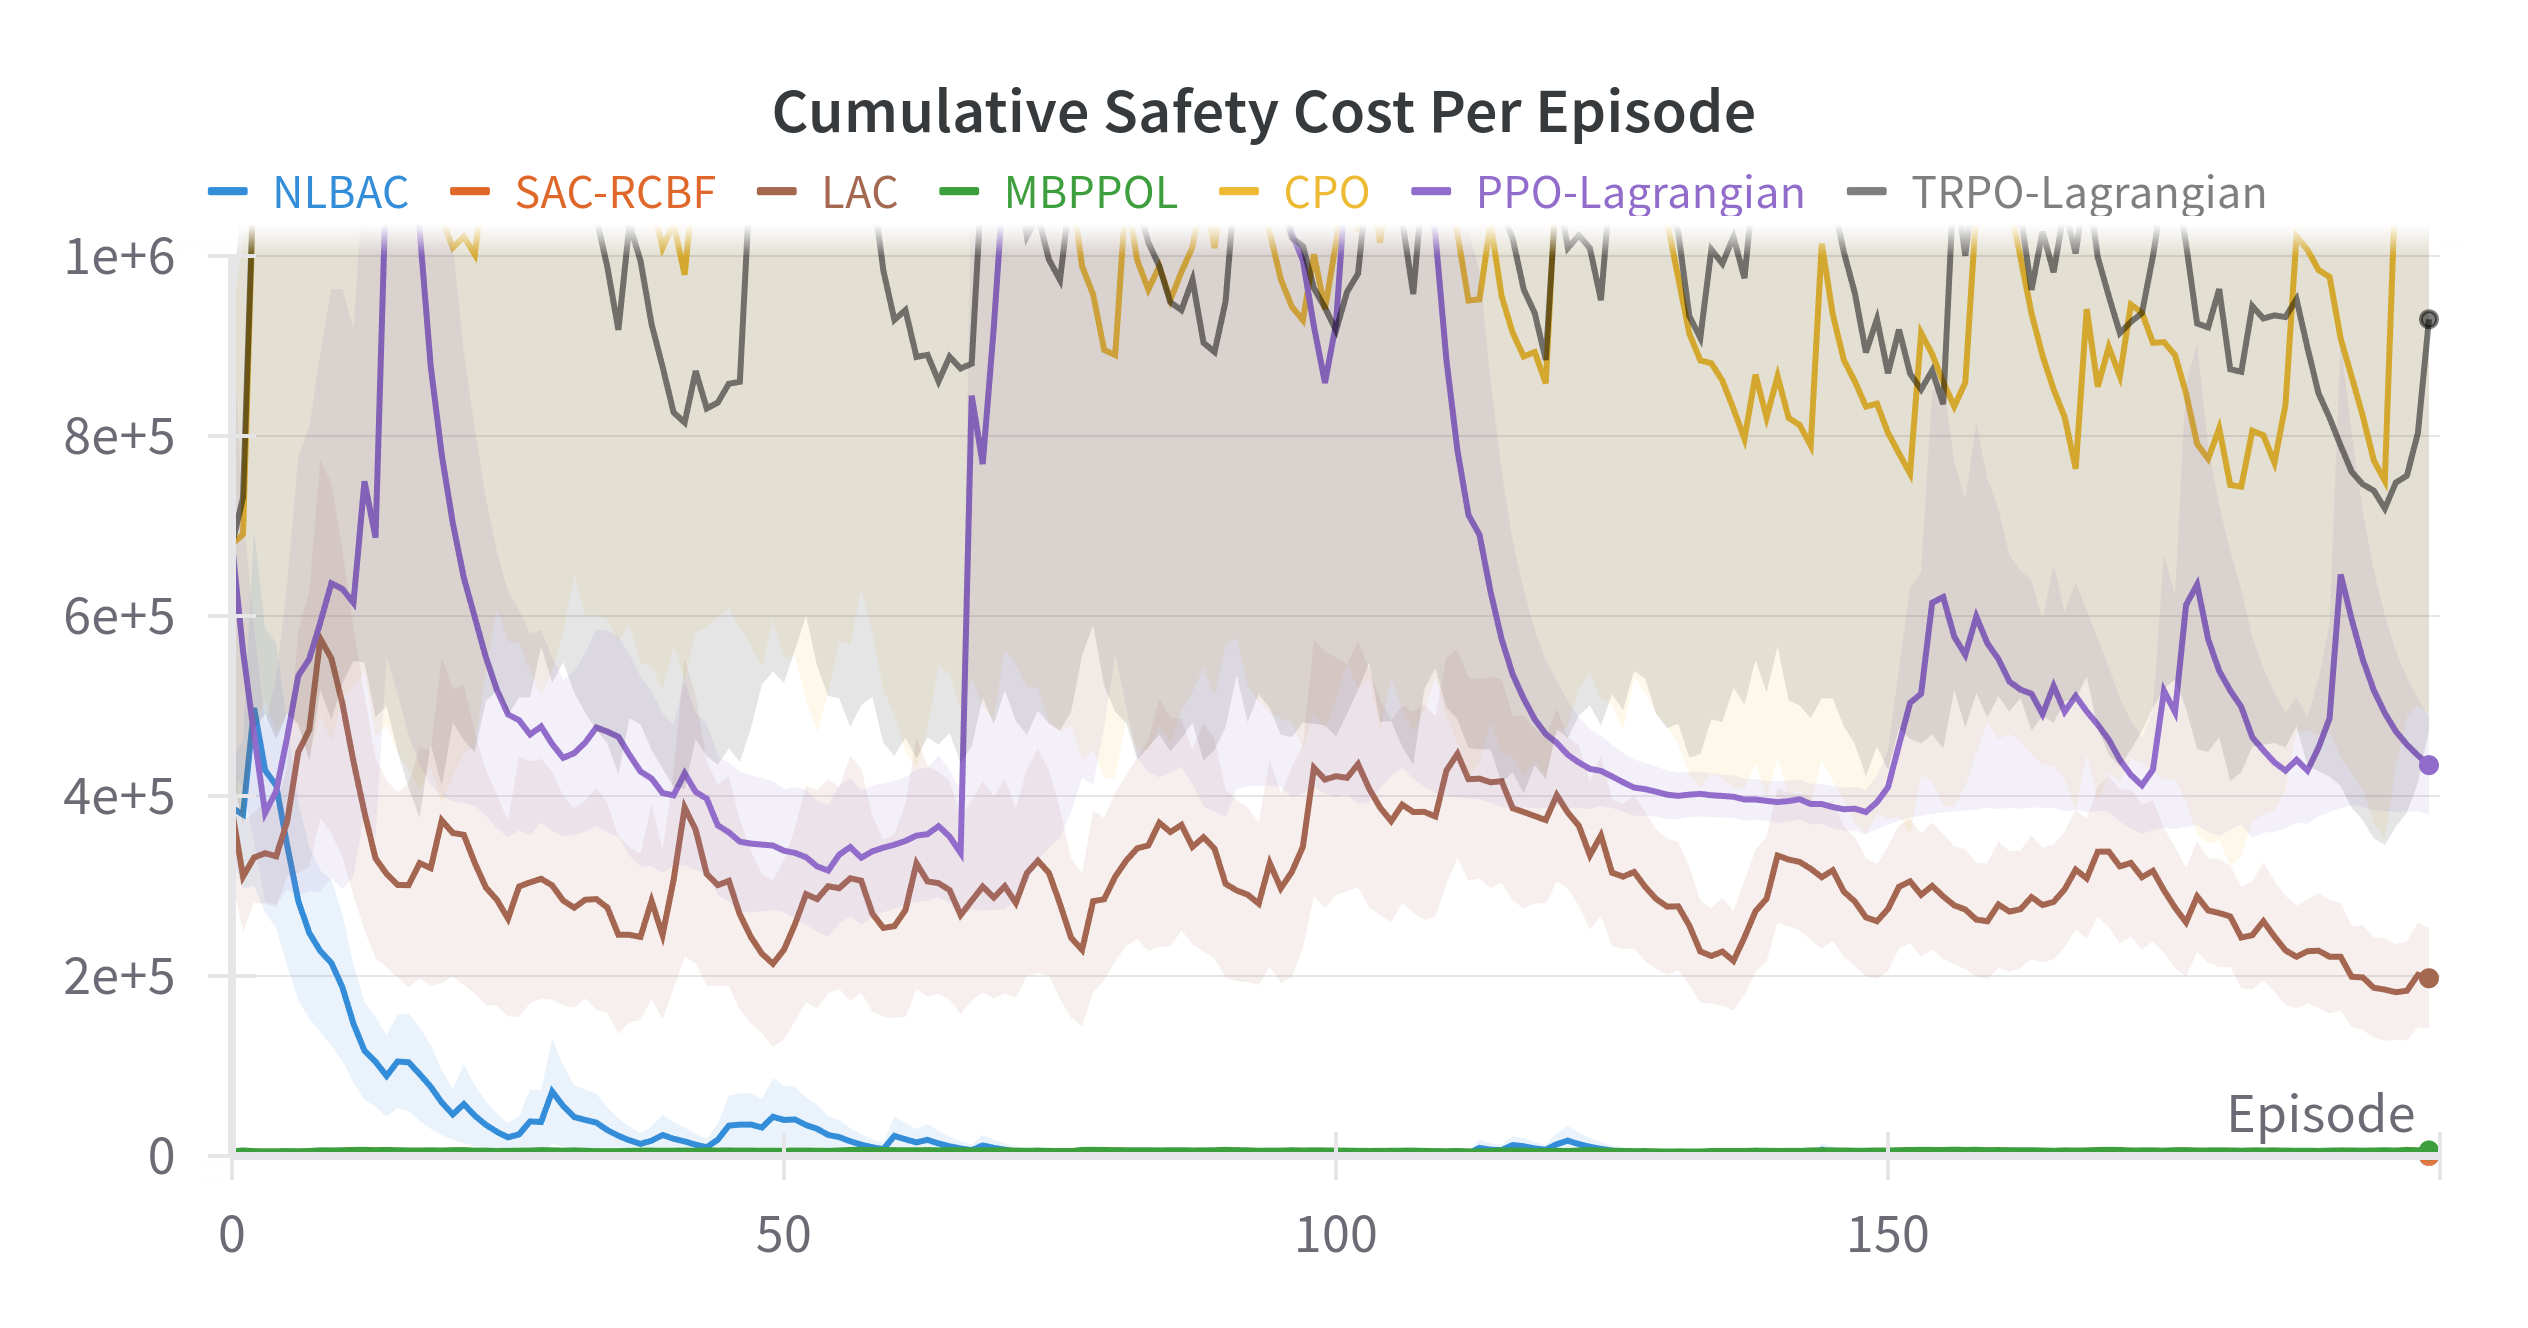 Cumulative Safety Cost Per Episode
NLBAC SAC-RCBF LAC MBPPOL CPO PPO-Lagrangian TRPO-Lagrangian
1e+6
8e+5
6e+5
4e+5
2e+5
Episode
0
0 50 100 150